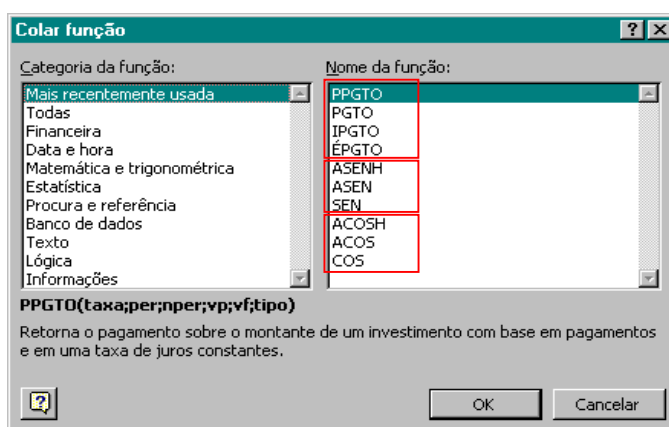 Colar função
Categoria da função:
Mais recentemente usada
Todas
Financeira
Data e hora
Matemática e trigonométrica
Estatística
Procura e referência
Banco de dados
Texto
Lógica
Informações
Nome da função:
PPGTO
PGTO
IPGTO
ÉPGTO
ASENH
ASEN
SEN
ACOSH
ACOS
COS
PPGTO(taxa;per;nper;vp;vf;tipo)
Retorna o pagamento sobre o montante de um investimento com base em pagamentos
e em uma taxa de juros constantes.
OK
Cancelar